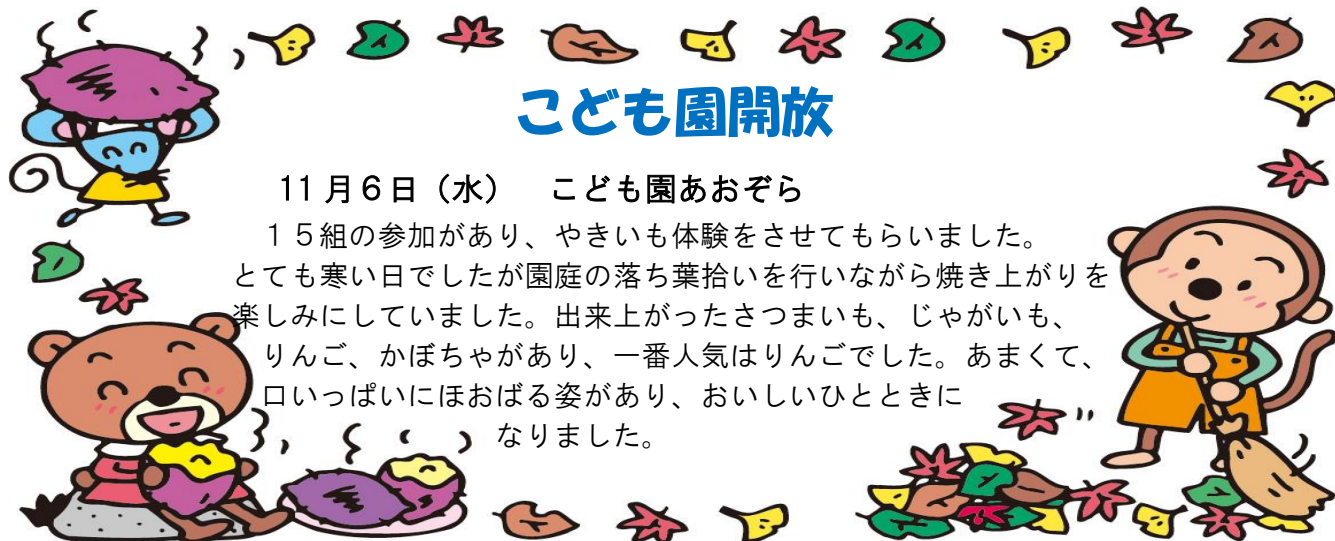 こども園開放
11月6日（水）　こども園あおぞら
１５組の参加があり、やきいも体験をさせてもらいました。
とても寒い日でしたが園庭の落ち葉拾いを行いながら焼き上がりを
楽しみにしていました。出来上がったさつまいも、じゃがいも、
りんご、かぼちゃがあり、一番人気はりんごでした。あまくて、
口いっぱいにほおばる姿があり、おいしいひとときに
なりました。